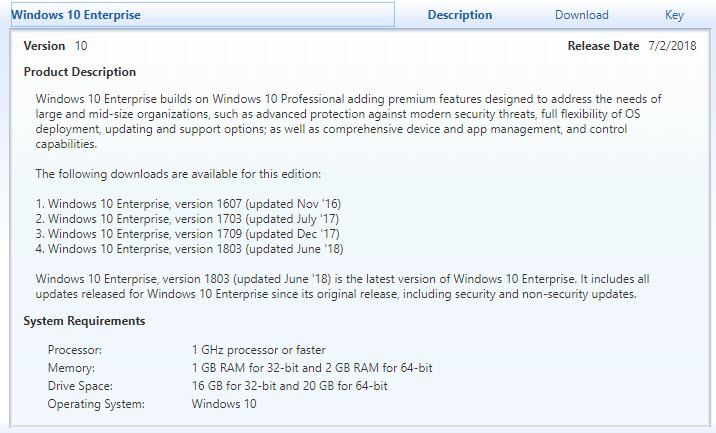 Windows 10 Enterprise Description Download Key
Version 10 Release Date 7/2/2018
Product Description
Windows 10 Enterprise builds on Windows 10 Professional adding premium features designed to address the needs of
large and mid-size organizations, such as advanced protection against modern security threats, full flexibility of OS
deployment, updating and support options; as well as comprehensive device and app management, and control
capabilities.
The following downloads are available for this edition:
1. Windows 10 Enterprise, version 1607 (updated Nov '16)
2. Windows 10 Enterprise, version 1703 (updated July '17)
3. Windows 10 Enterprise, version 1709 (updated Dec '17)
4. Windows 10 Enterprise, version 1803 (updated June '18)
Windows 10 Enterprise, version 1803 (updated June '18) is the latest version of Windows 10 Enterprise. It includes all
updates released for Windows 10 Enterprise since its original release, including security and non-security updates.
System Requirements
Processor: 1 GHz processor or faster
Memory: 1 GB RAM for 32-bit and 2 GB RAM for 64-bit
Drive Space: 16 GB for 32-bit and 20 GB for 64-bit
Operating System: Windows 10